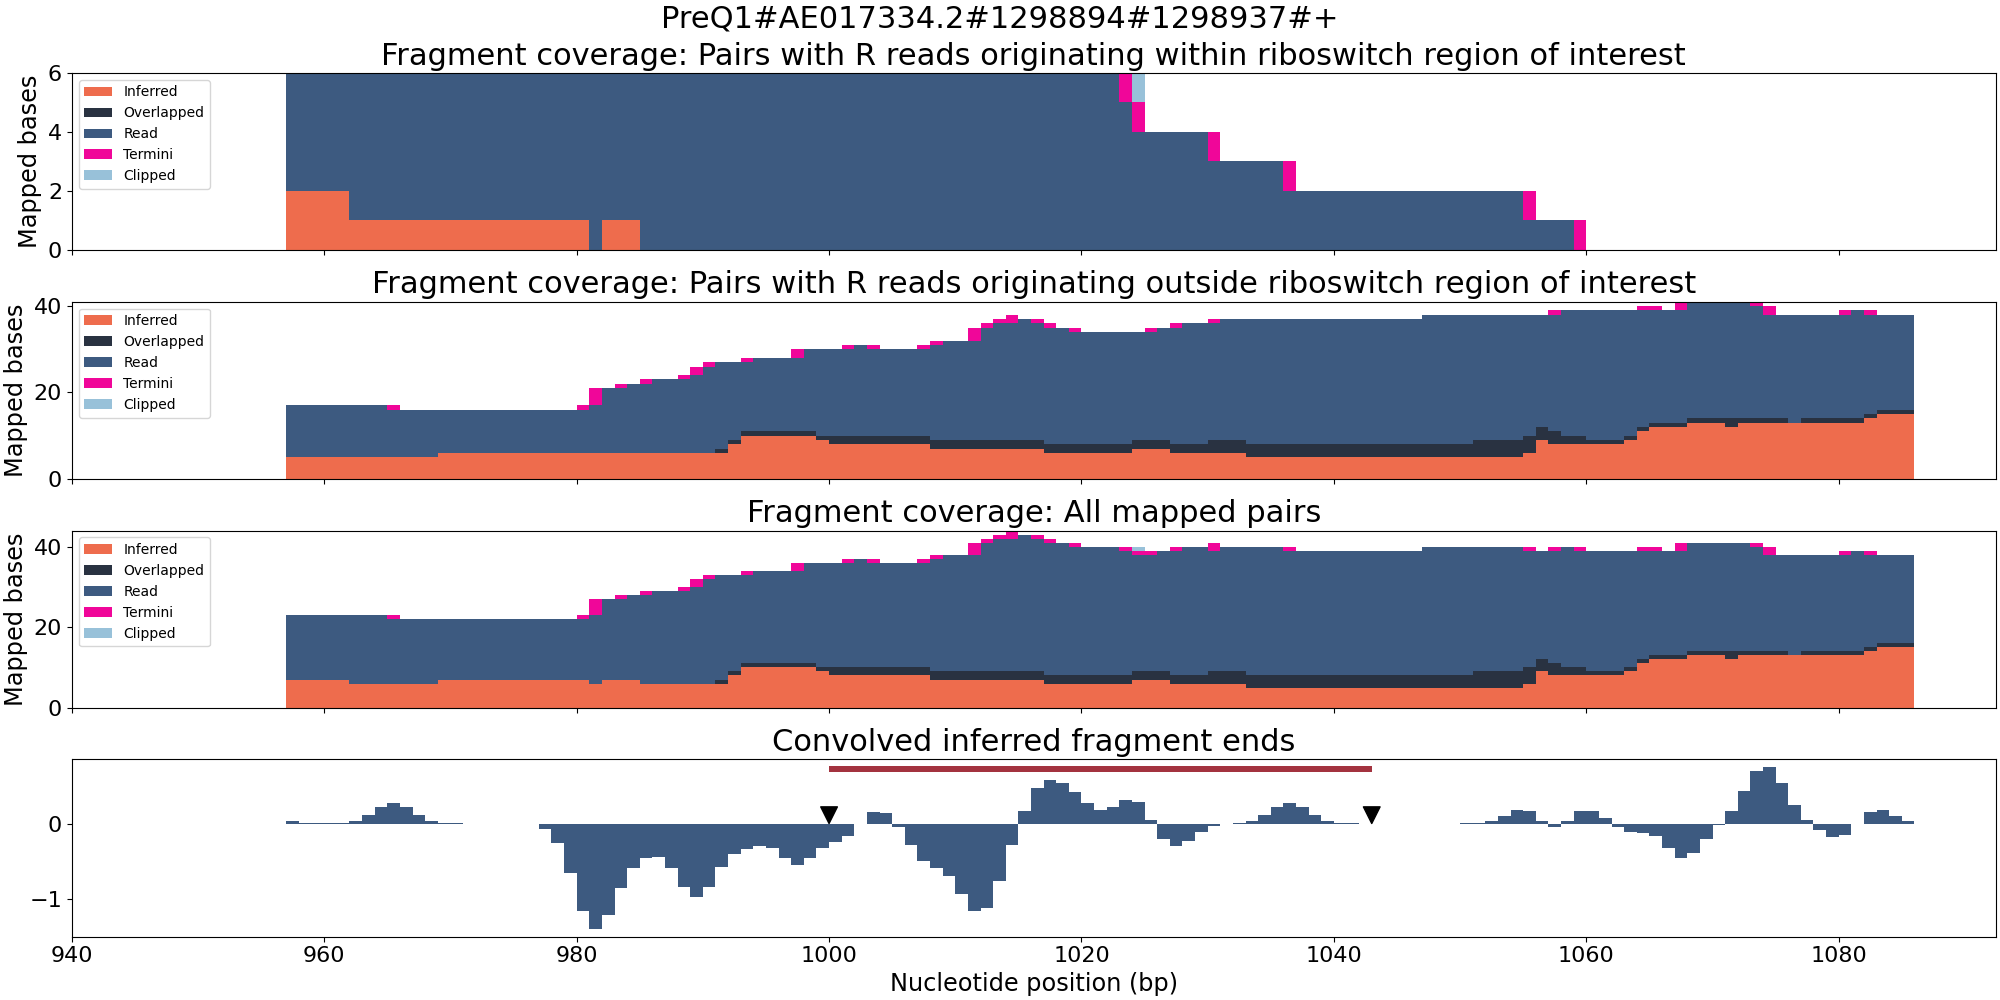 PreQ1#AE017334.2#1298894#1298937#+
Fragment coverage: Pairs with R reads originating within riboswitch region of interest
Mapped bases
6
4
2
0
Inferred
Overlapped
Read
Termini
Clipped
Fragment coverage: Pairs with R reads originating outside riboswitch region of interest
Mapped bases
40
20
0
Inferred
Overlapped
Read
Termini
Clipped
Fragment coverage: All mapped pairs
Mapped bases
40
20
0
Inferred
Overlapped
Read
Termini
Clipped
Convolved inferred fragment ends
0
−1
940 960 980 1000 1020 1040 1060 1080
Nucleotide position (bp)